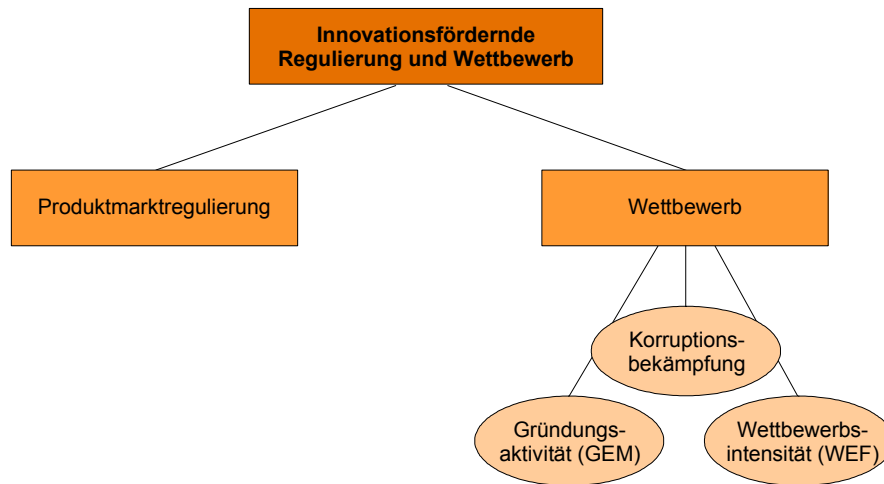 Innovationsfördernde
Regulierung und Wettbewerb
Produktmarktregulierung
Wettbewerb
Korruptions-
bekämpfung
Gründungs-
aktivität (GEM)
Wettbewerbs-
intensität (WEF)